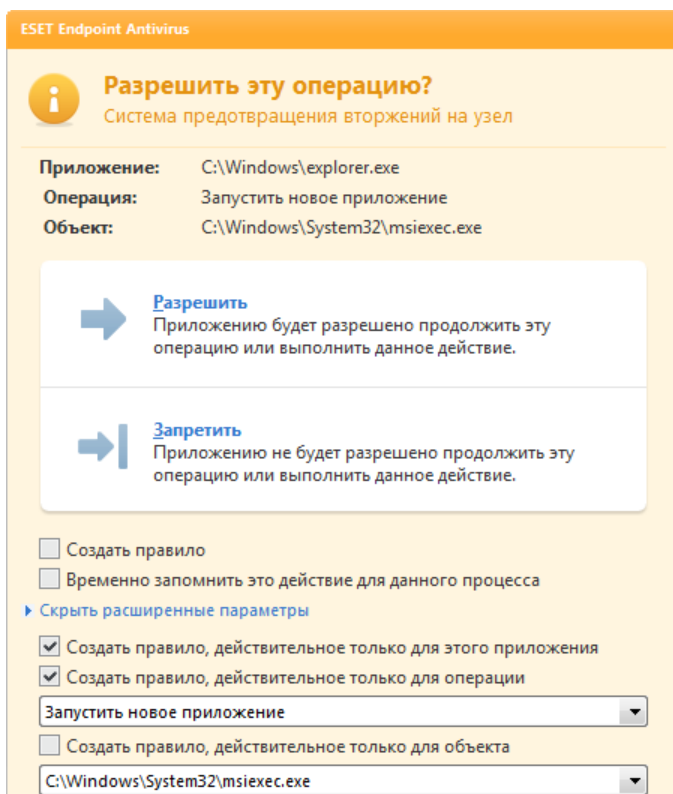 ESET Endpoint Antivirus
Разрешить эту операцию?
Система предотвращения вторжений на узел
Приложение: C:\Windows\explorer.exe
Операция: Запустить новое приложение
Объект: C:\Windows\System32\msiexec.exe
Разрешить
Приложению будет разрешено продолжить эту
операцию или выполнить данное действие.
Запретить
Приложению не будет разрешено продолжить эту
операцию или выполнить данное действие.
Создать правило
Временно запомнить это действие для данного процесса
Скрыть расширенные параметры
Создать правило, действительное только для этого приложения
Создать правило, действительное только для операции
Запустить новое приложение
Создать правило, действительное только для объекта
C:\Windows\System32\msiexec.exe